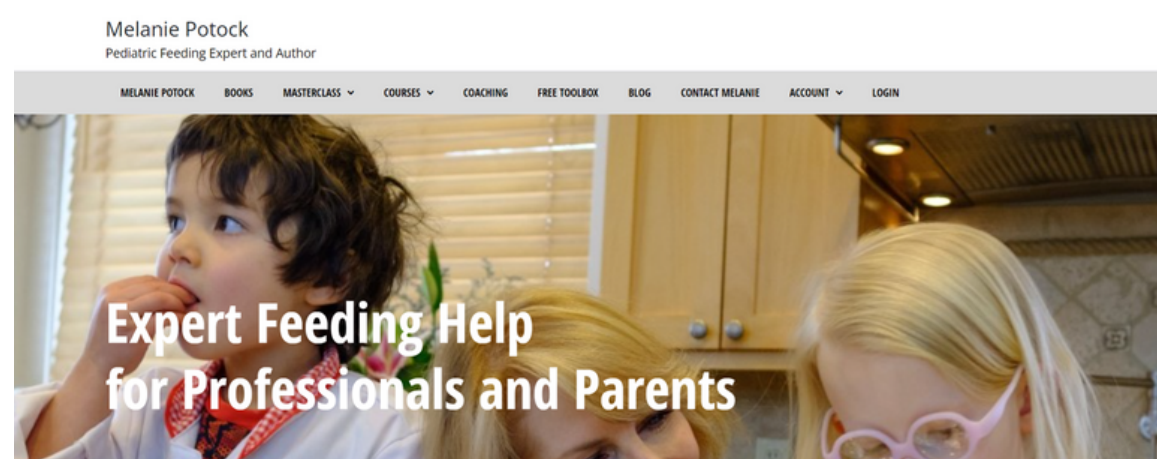 Melanie Potock
Pediatric Feeding Expert and Author
MELANIE POTOCK BOOKS MASTERCLASS COURSES COACHING FREE TOOLBOX BLOG CONTACT MELANIE ACCOUNT LOGIN
Expert Feeding Help
for Professionals and Parents